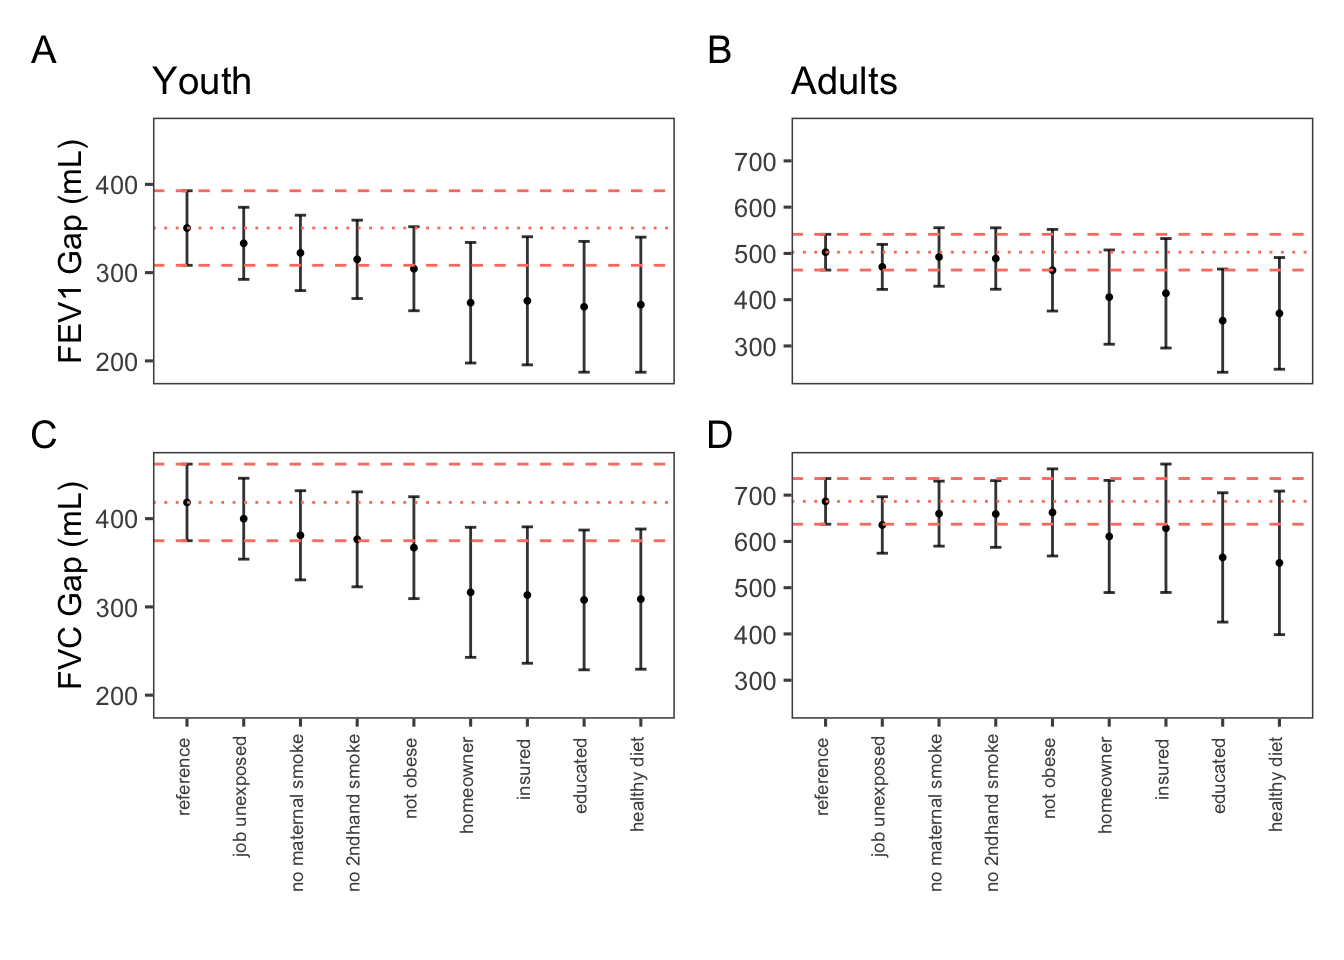 A
Youth
FEV1 Gap (mL)
400
300
200
B
Adults
700
600
500
400
300
C
FVC Gap (mL)
400
300
200
reference
job unexposed
no maternal smoke
no 2ndhand smoke
not obese
homeowner
insured
educated
healthy diet
D
700
600
500
400
300
reference
job unexposed
no maternal smoke
no 2ndhand smoke
not obese
homeowner
insured
educated
healthy diet